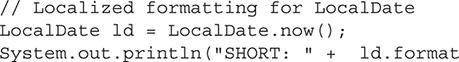 // Localized formatting for LocalDate
LocalDate ld = LocalDate.now();
System.out.println("SHORT: " +  ld.format